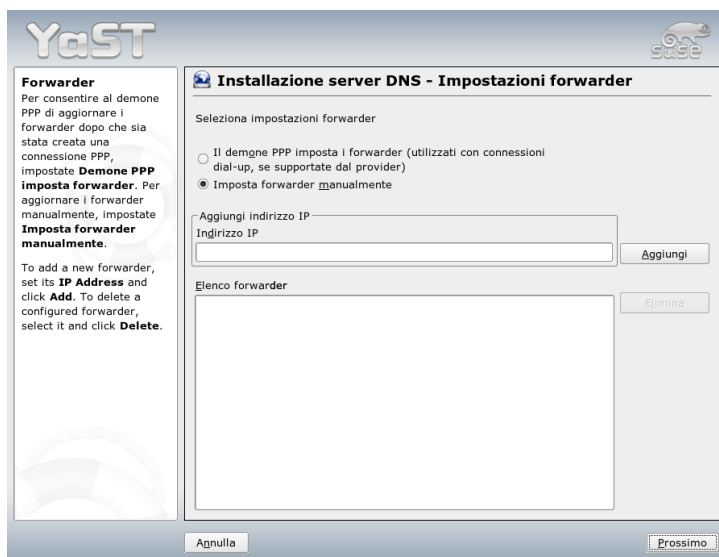 YaST
suse
Forwarder
Per consentire al demone
PPP di aggiornare i
forwarder dopo che sia
stata creata una
connessione PPP,
impostate Demone PPP
imposta forwarder. Per
aggiornare i forwarder
manualmente, impostate
Imposta forwarder
manualmente.
To add a new forwarder,
set its IP Address and
click Add. To delete a
configured forwarder,
select it and click Delete.
Installazione server DNS - Impostazioni forwarder
Seleziona impostazioni forwarder
Il demone PPP imposta i forwarder (utilizzati con connessioni
dial-up, se supportate dal provider)
Imposta forwarder manualmente
Aggiungi indirizzo IP
Indirizzo IP
Aggiungi
Elenco forwarder
Elimina
Annulla
Prossimo